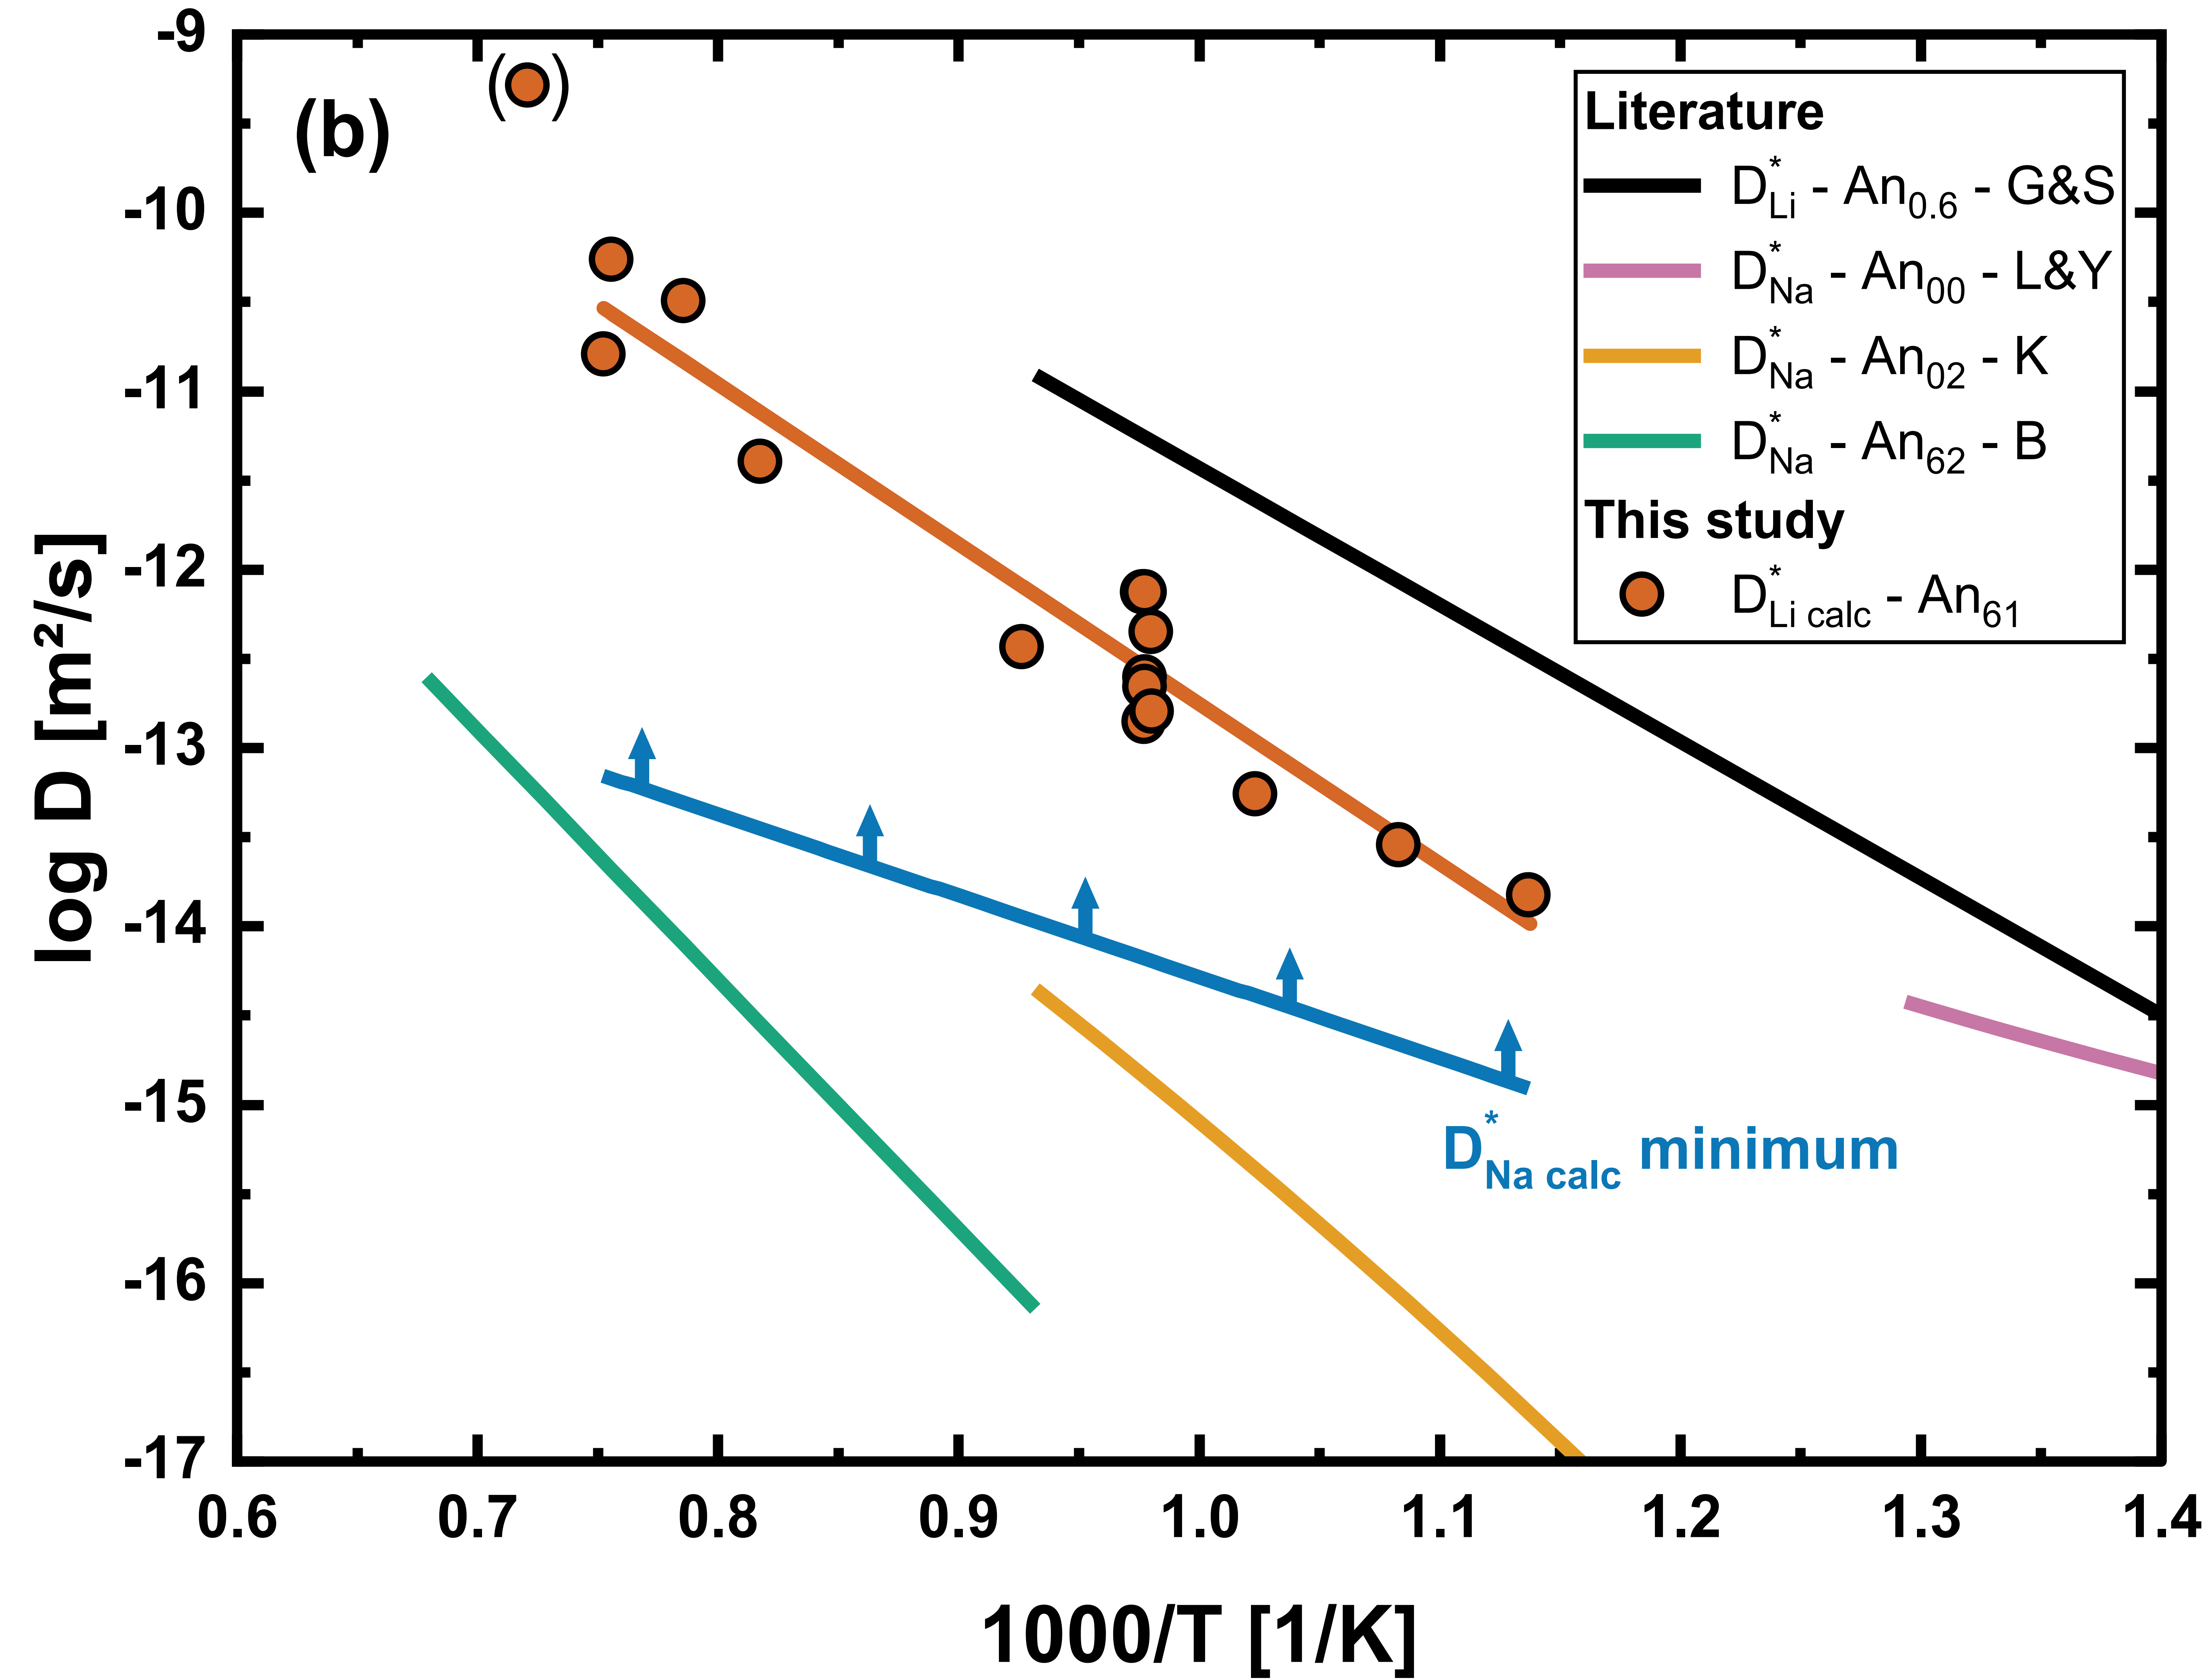 (b)
( )
Literature
D*Li - An0.6 - G&S
D*Na - An00 - L&Y
D*Na - An02 - K
D*Na - An62 - B
This study
D*Li calc - An61
D*Na calc minimum
log D [m²/s]
-9
-10
-11
-12
-13
-14
-15
-16
-17
0.6 0.7 0.8 0.9 1.0 1.1 1.2 1.3 1.4
1000/T [1/K]